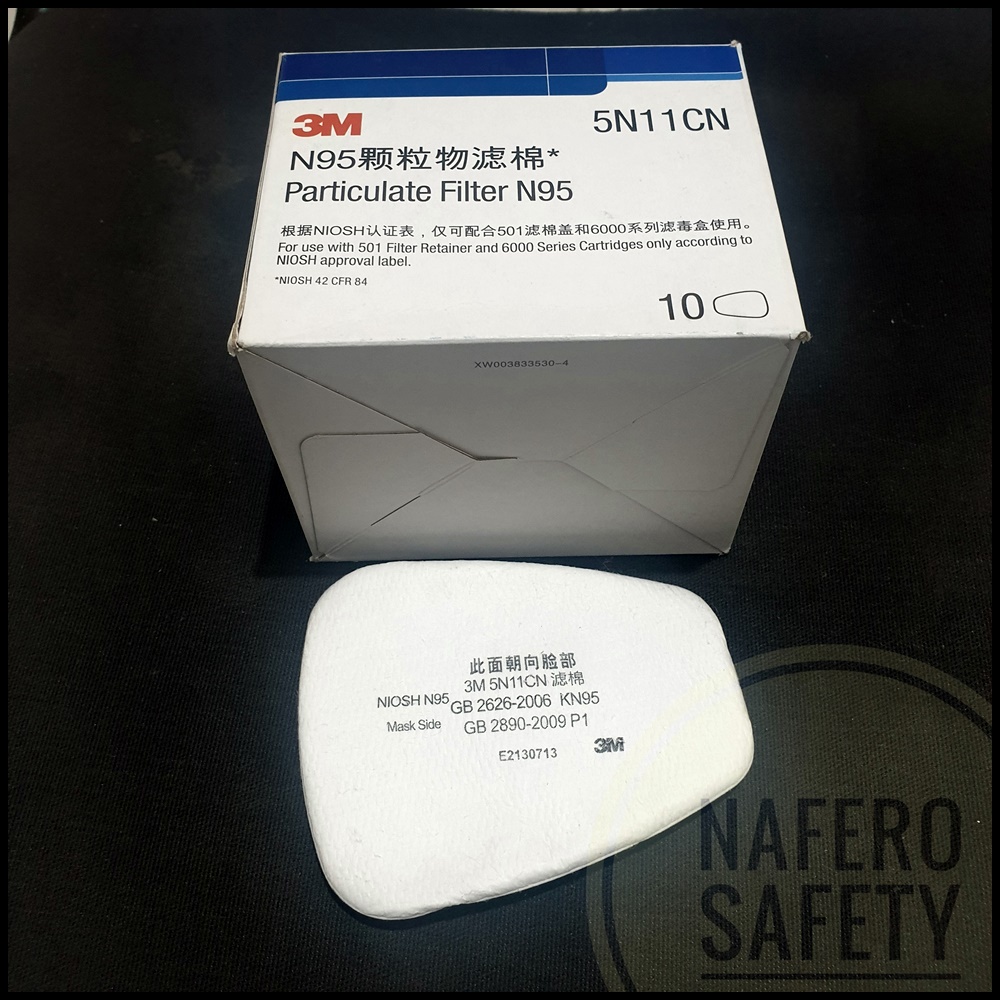 3M
5N11CN
N95颗粒物滤棉*
Particulate Filter N95
根据NIOSH认证表，仅可配合501滤棉盖和6000系列滤毒盒使用。
For use with 501 Filter Retainer and 6000 Series Cartridges only according to
NIOSH approval label.
*NIOSH 42 CFR 84
10
XW003833530-4
此面朝向脸部
3M 5N11CN 滤棉
NIOSH N95 GB 2626-2006 KN95
Mask Side GB 2890-2009 P1
E2130713 3M
NAFERO
SAFETY